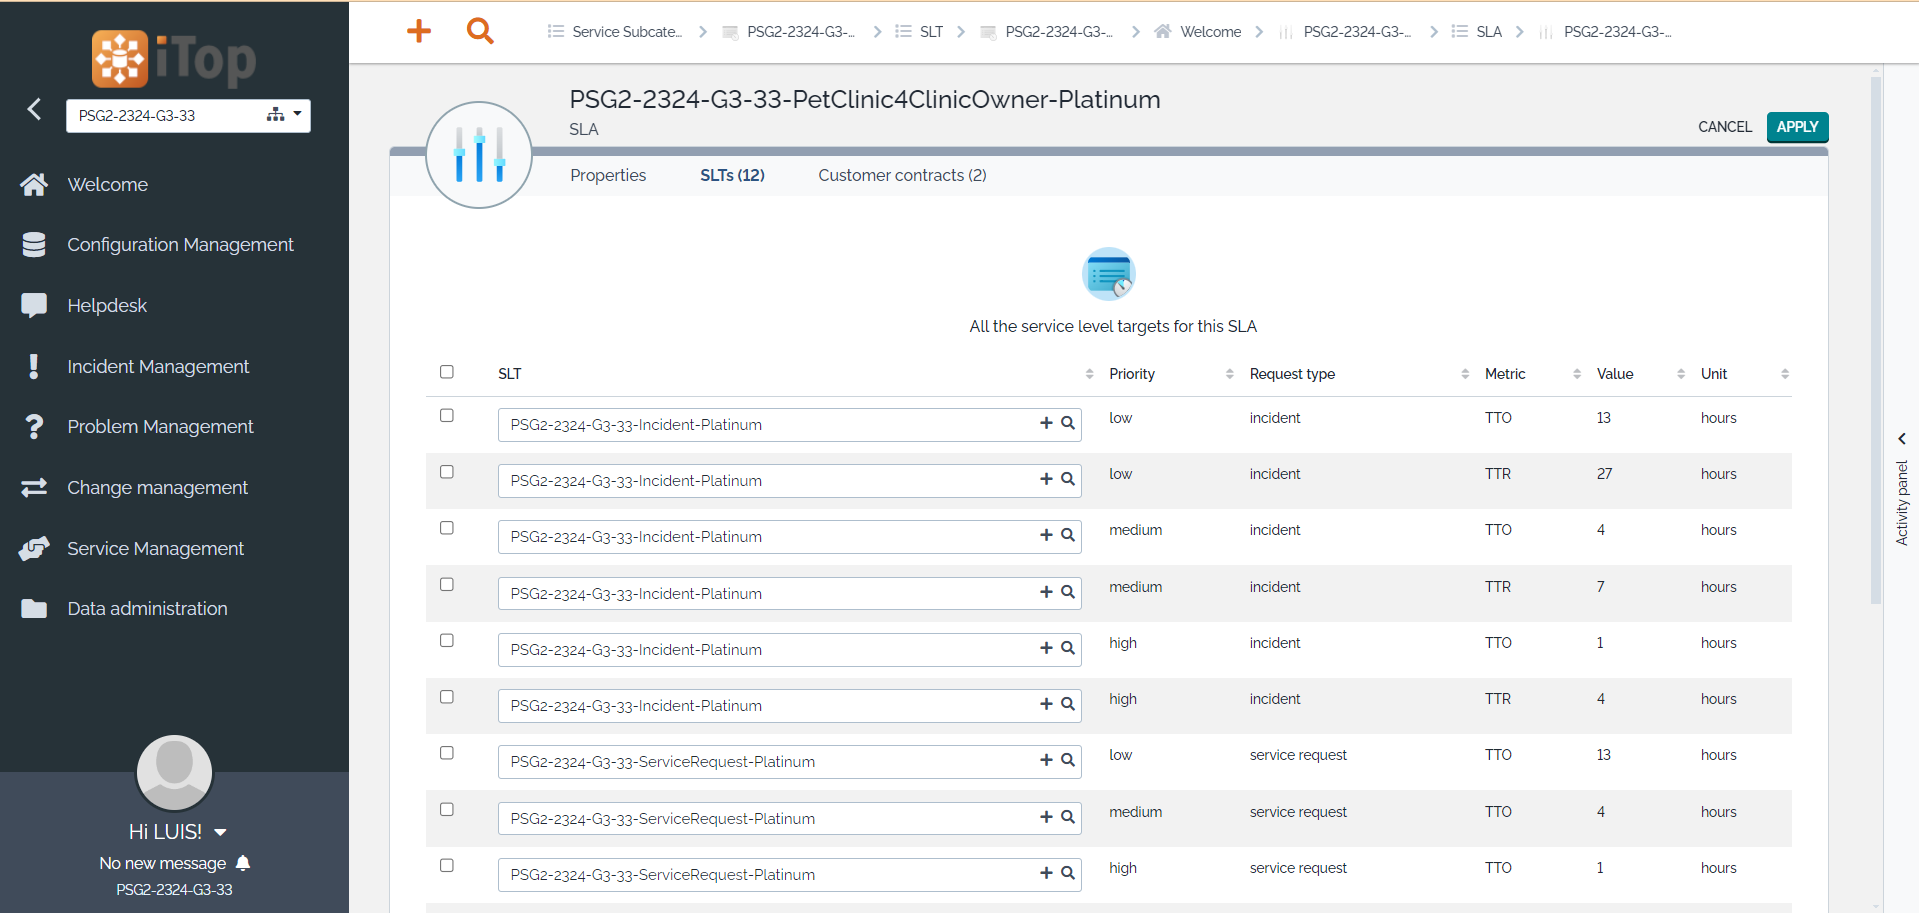 iTop
PSG2-2324-G3-33
Welcome
Configuration Management
Helpdesk
Incident Management
Problem Management
Change management
Service Management
Data administration
Hi LUIS!
No new message
PSG2-2324-G3-33
Service Subcate... PSG2-2324-G3-... SLT PSG2-2324-G3-... Welcome PSG2-2324-G3-... SLA PSG2-2324-G3-...
PSG2-2324-G3-33-PetClinic4ClinicOwner-Platinum
SLA
CANCEL APPLY
Properties SLTs (12) Customer contracts (2)
All the service level targets for this SLA
SLT Priority Request type Metric Value Unit
PSG2-2324-G3-33-Incident-Platinum low incident TTO 13 hours
PSG2-2324-G3-33-Incident-Platinum low incident TTR 27 hours
PSG2-2324-G3-33-Incident-Platinum medium incident TTO 4 hours
PSG2-2324-G3-33-Incident-Platinum medium incident TTR 7 hours
PSG2-2324-G3-33-Incident-Platinum high incident TTO 1 hours
PSG2-2324-G3-33-Incident-Platinum high incident TTR 4 hours
PSG2-2324-G3-33-ServiceRequest-Platinum low service request TTO 13 hours
PSG2-2324-G3-33-ServiceRequest-Platinum medium service request TTO 4 hours
PSG2-2324-G3-33-ServiceRequest-Platinum high service request TTO 1 hours
Activity panel